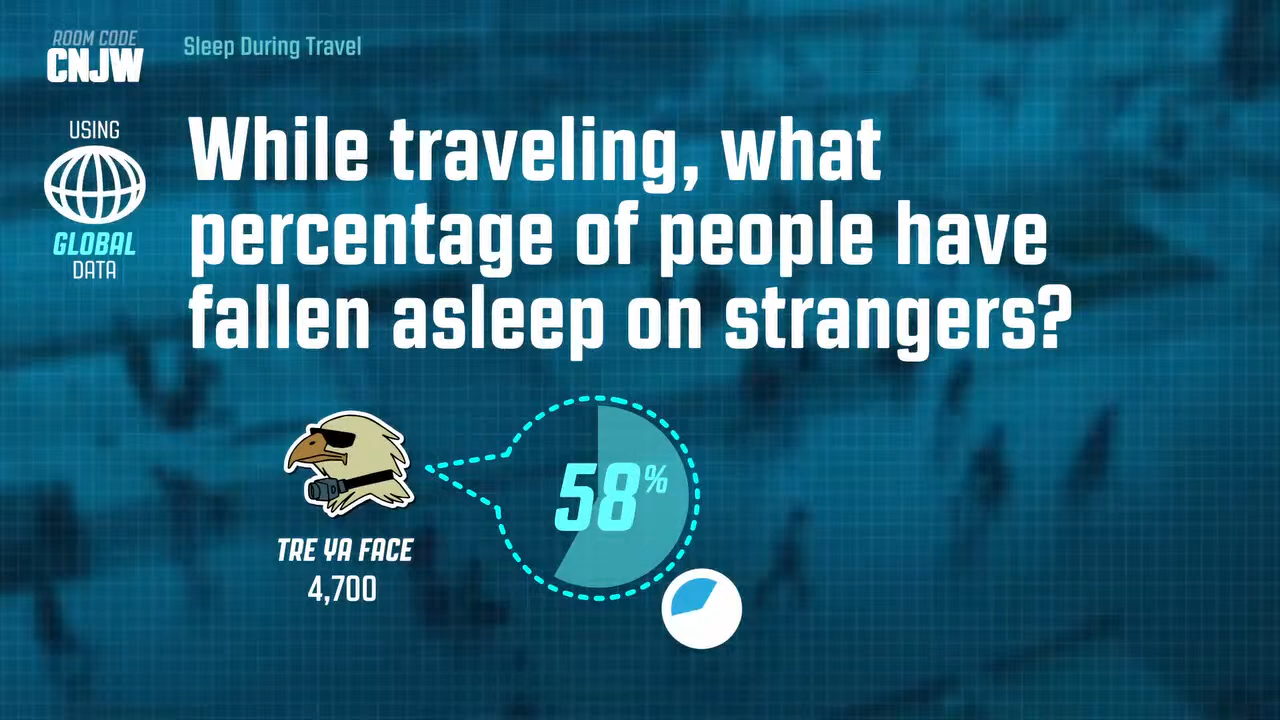 ROOM CODE
CNJW
Sleep During Travel
USING
GLOBAL
DATA
While traveling, what
percentage of people have
fallen asleep on strangers?
58%
TRE YA FACE
4,700